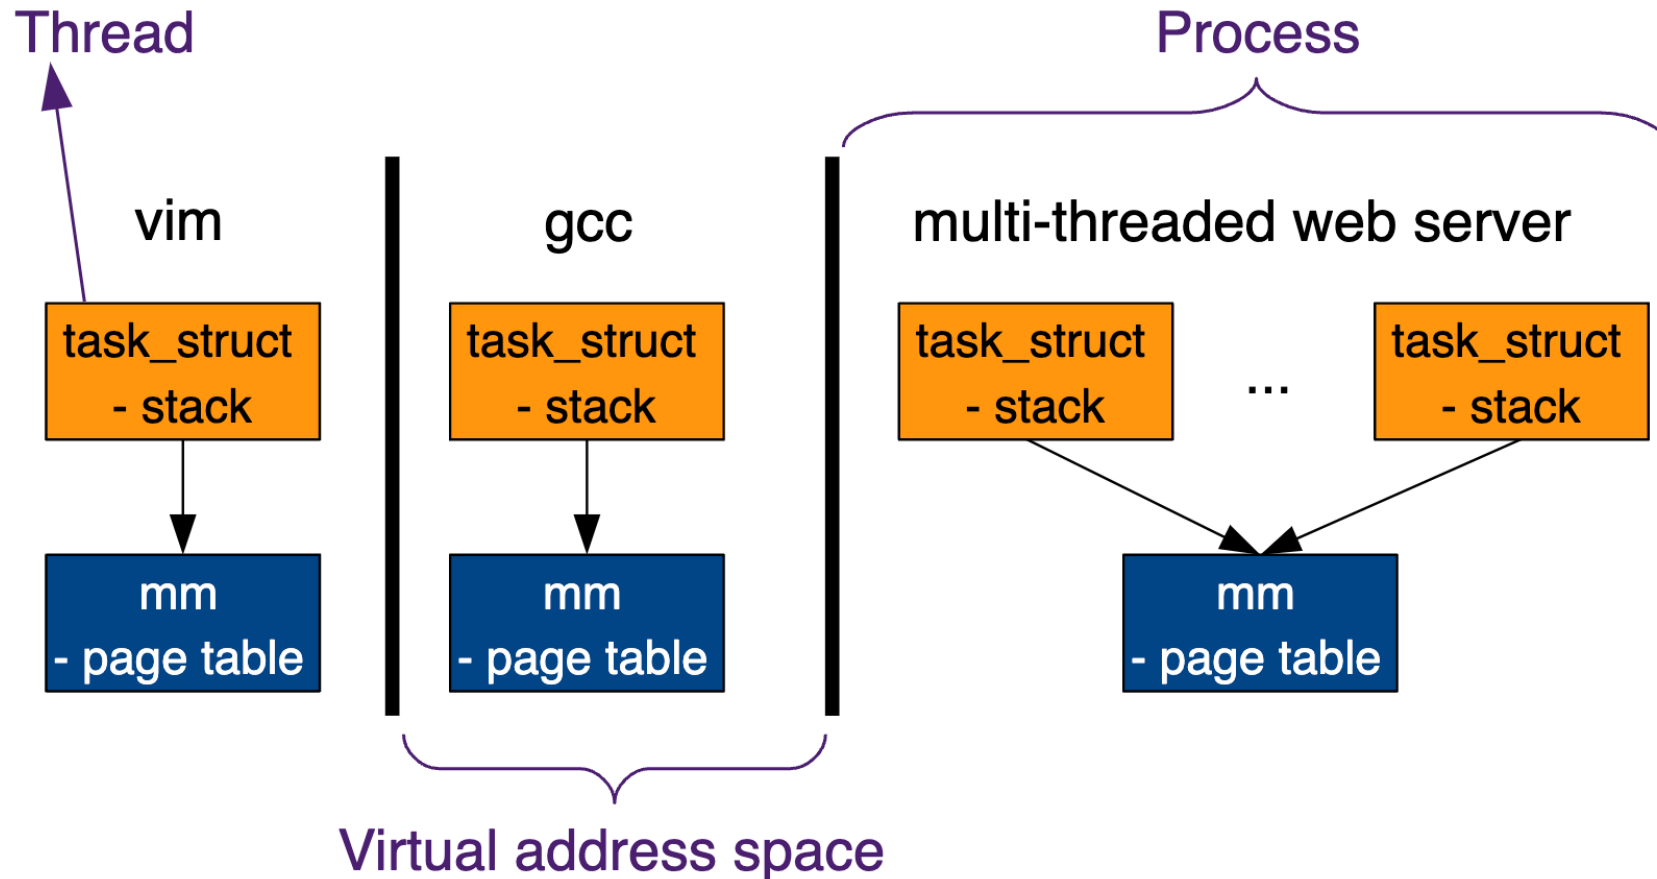 Thread
Process
vim
gcc
multi-threaded web server
task_struct
- stack
task_struct
- stack
task_struct
- stack
...
task_struct
- stack
mm
- page table
mm
- page table
mm
- page table
Virtual address space